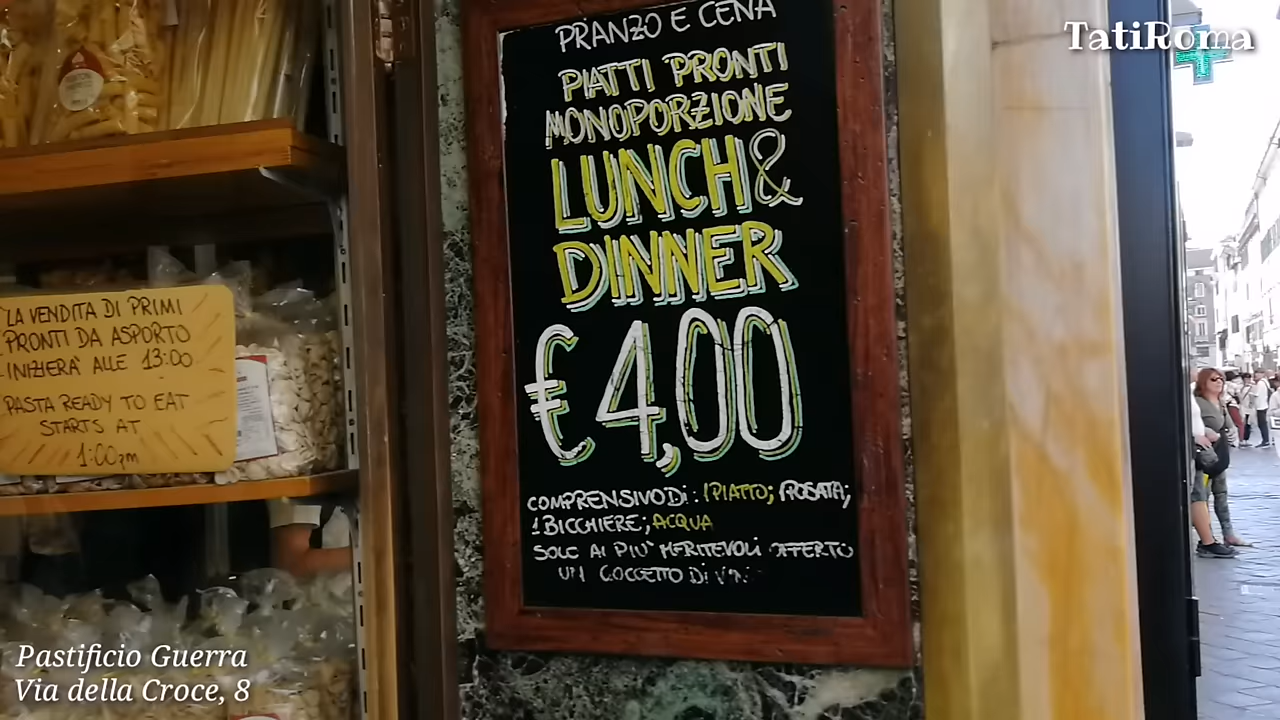 TatiRoma
PRANZO E CENA
PIATTI PRONTI
MONOPORZIONE
LUNCH &
DINNER
€ 4,00
COMPRENSIVO DI: 1 PIATTO; POSATA;
1 BICCHIERE; ACQUA
SOLO AI PIU' MERITEVOLI OFFERTO
UN GOCCETTO DI
LA VENDITA DI PRIMI
PRONTI DA ASPORTO
INIZIERA' ALLE 13:00
PASTA READY TO EAT
STARTS AT
1:00pm
Pastificio Guerra
Via della Croce, 8